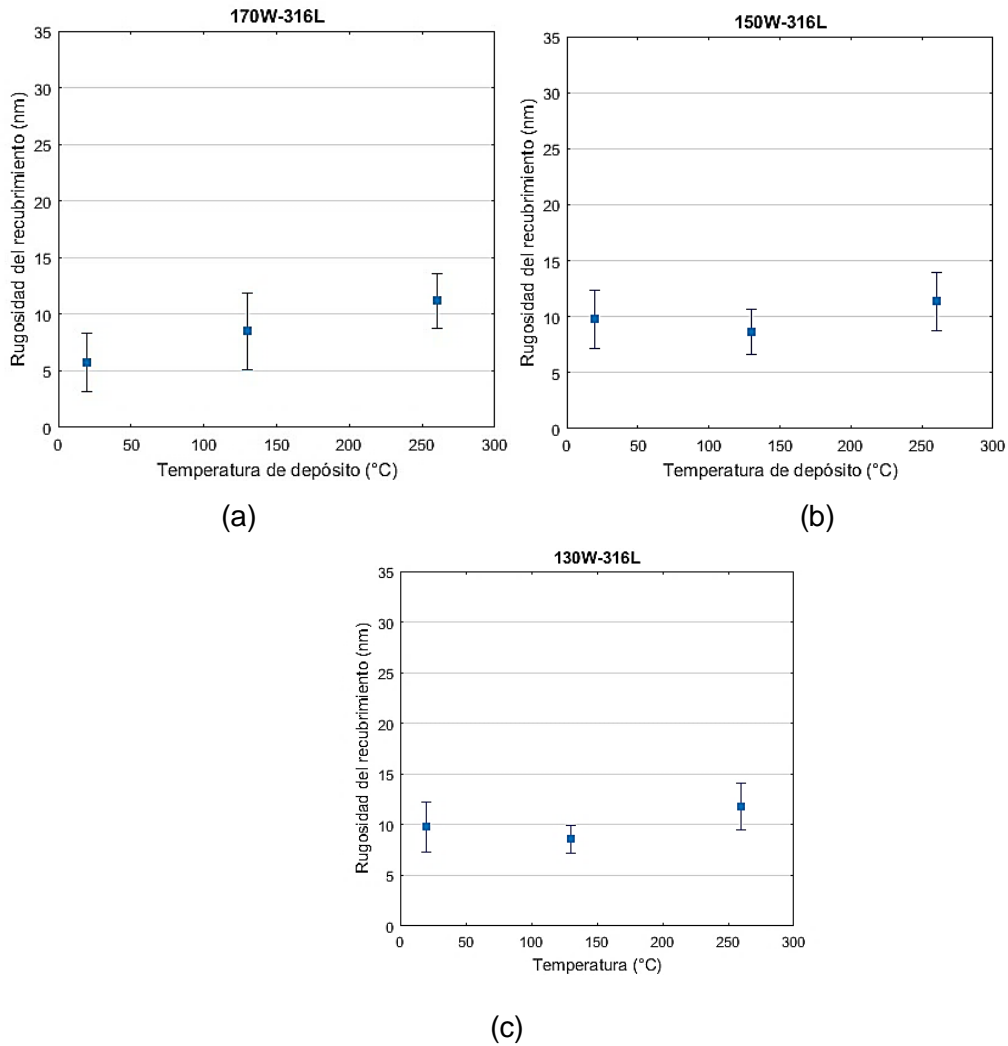 170W-316L
Rugosidad del recubrimiento (nm)
35
30
25
20
15
10
5
0
0 50 100 150 200 250 300
Temperatura de depósito (°C)
(a)
150W-316L
Rugosidad del recubrimiento (nm)
35
30
25
20
15
10
5
0
0 50 100 150 200 250 300
Temperatura de depósito (°C)
(b)
130W-316L
Rugosidad del recubrimiento (nm)
35
30
25
20
15
10
5
0
0 50 100 150 200 250 300
Temperatura (°C)
(c)